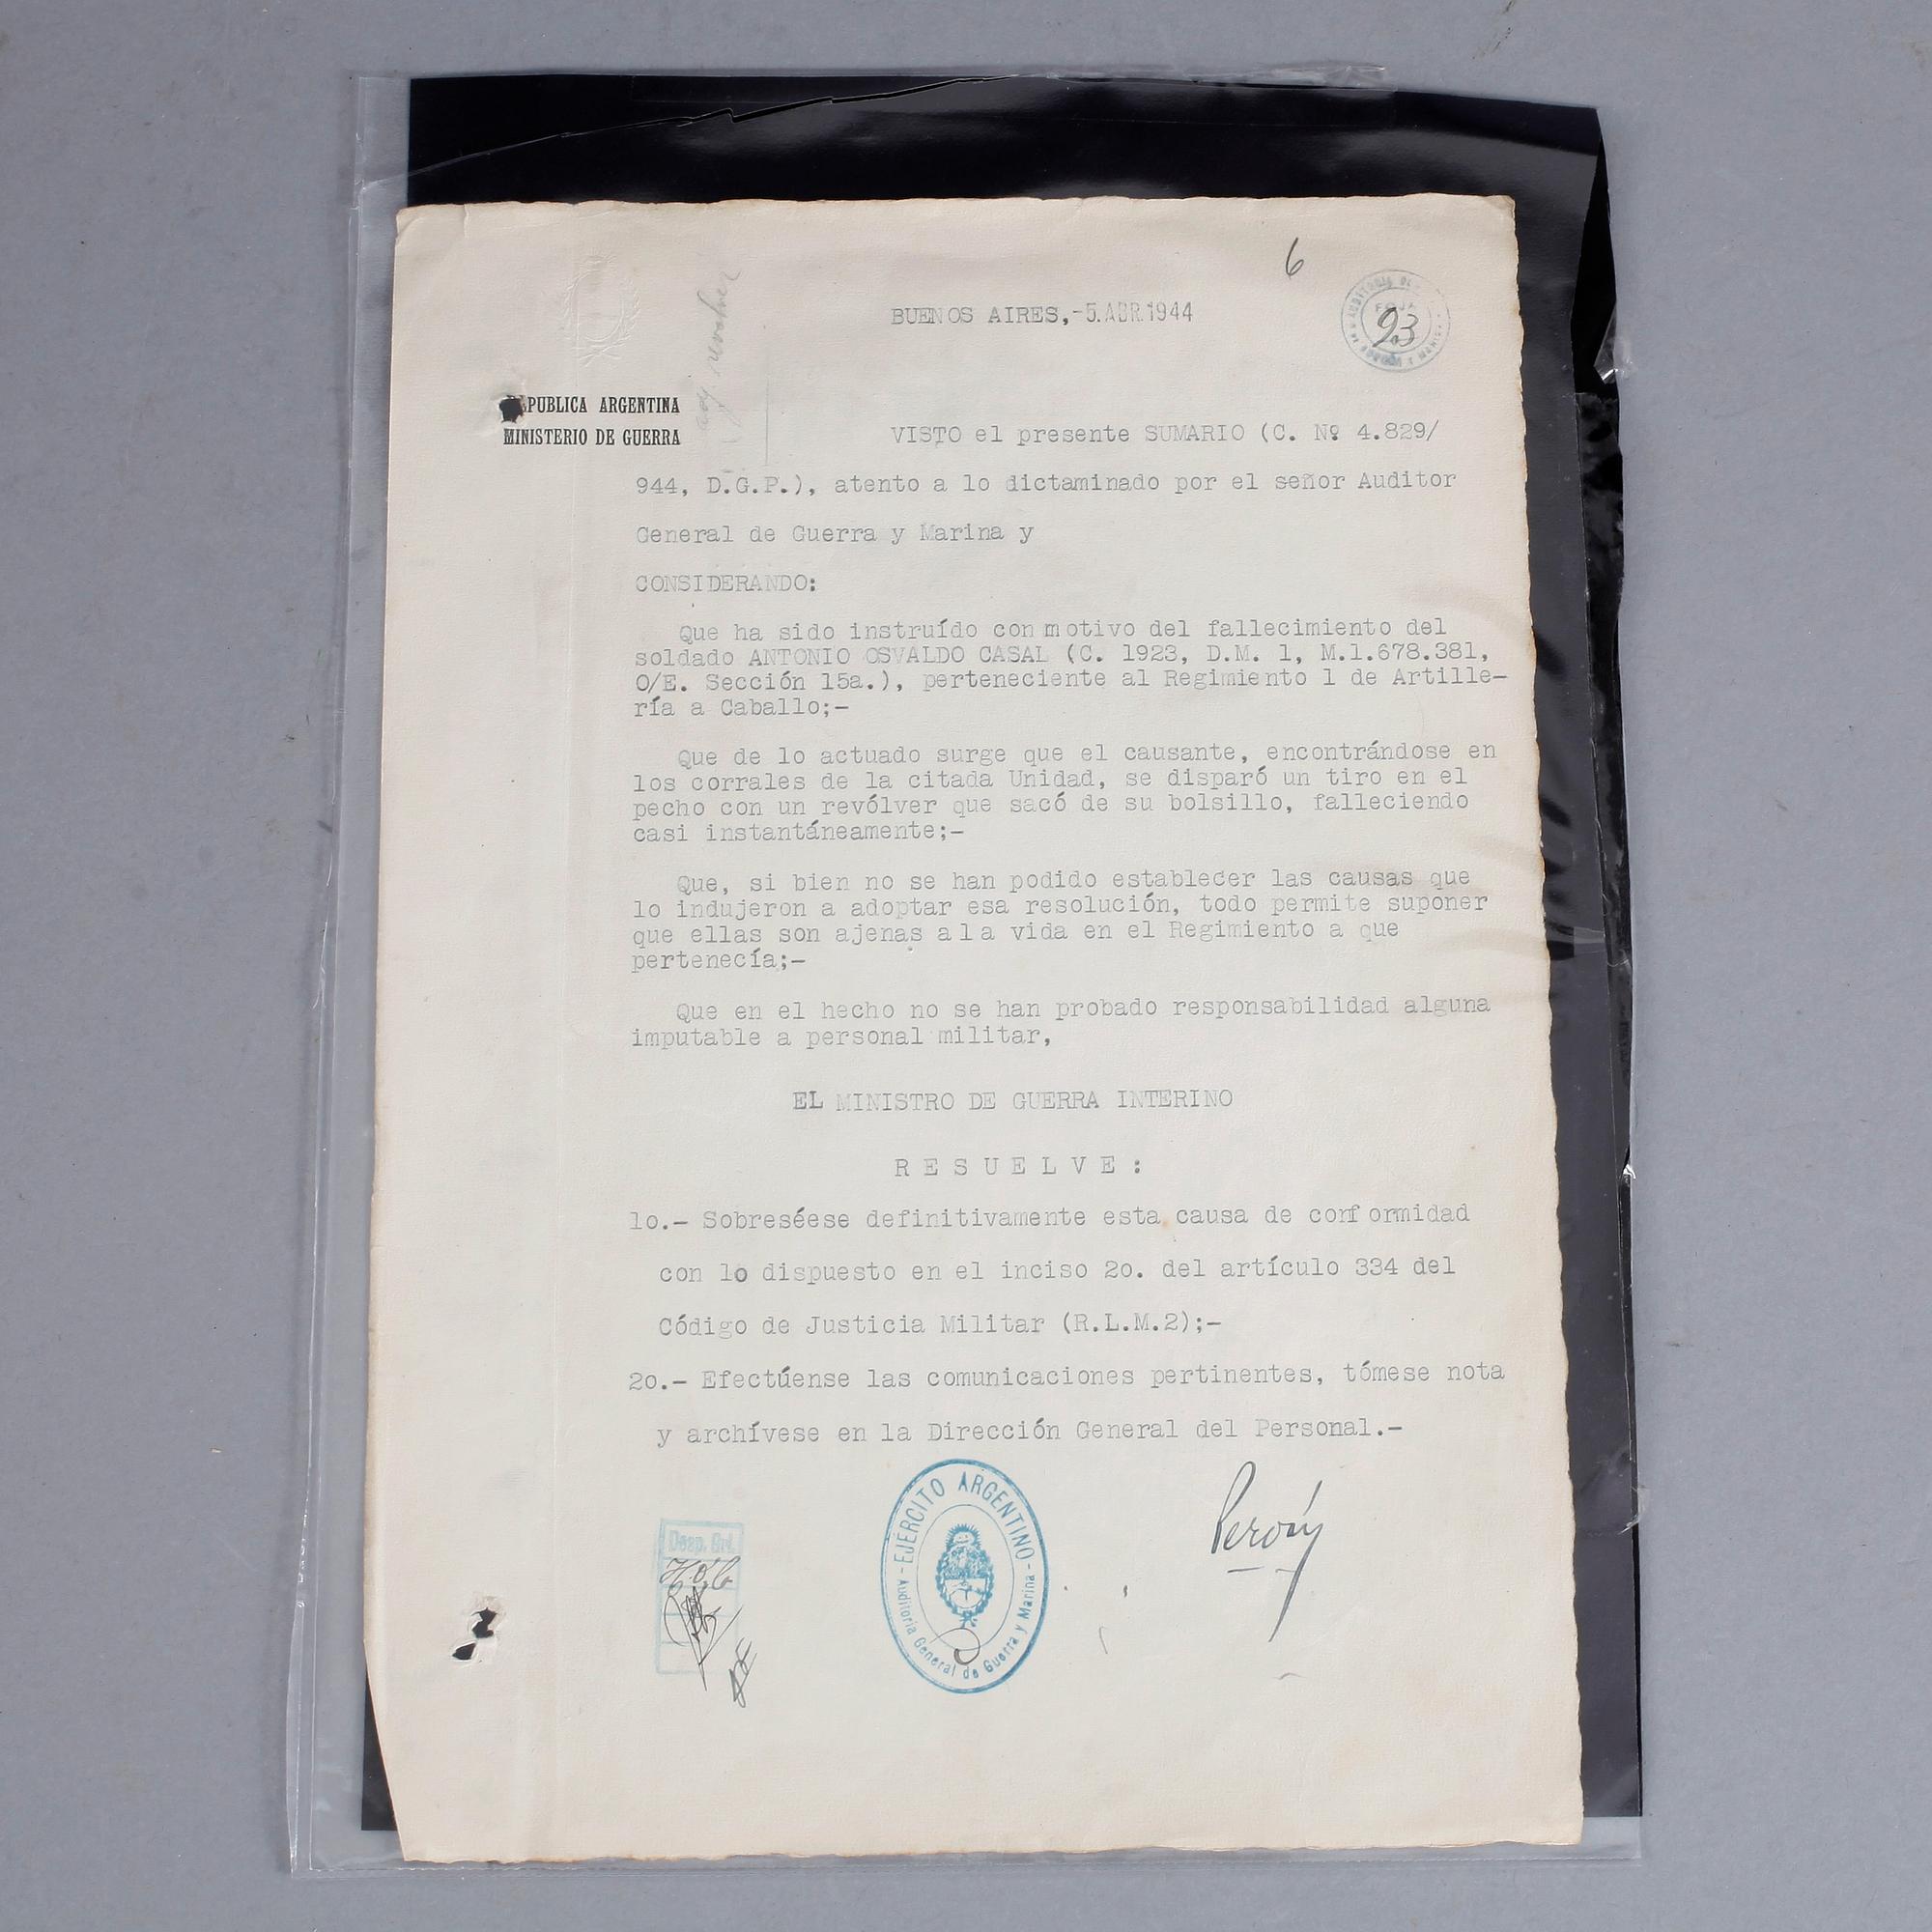 6
BUENOS AIRES,-5.ABR.1944
FOJA
93
REPUBLICA ARGENTINA
MINISTERIO DE GUERRA
VISTO el presente SUMARIO (C. Nº 4.829/
944, D.G.P.), atento a lo dictaminado por el señor Auditor
General de Guerra y Marina y
CONSIDERANDO:
Que ha sido instruído con motivo del fallecimiento del
soldado ANTONIO OSVALDO CASAL (C. 1923, D.M. 1, M.1.678.381,
O/E. Sección 15a.), perteneciente al Regimiento 1 de Artille-
ría a Caballo;-
Que de lo actuado surge que el causante, encontrándose en
los corrales de la citada Unidad, se disparó un tiro en el
pecho con un revólver que sacó de su bolsillo, falleciendo
casi instantáneamente;-
Que, si bien no se han podido establecer las causas que
lo indujeron a adoptar esa resolución, todo permite suponer
que ellas son ajenas a la vida en el Regimiento a que
pertenecía;-
Que en el hecho no se han probado responsabilidad alguna
imputable a personal militar,
EL MINISTRO DE GUERRA INTERINO
R E S U E L V E :
1o.- Sobreséese definitivamente esta causa de conformidad
con lo dispuesto en el inciso 2o. del artículo 334 del
Código de Justicia Militar (R.L.M.2);-
2o.- Efectúense las comunicaciones pertinentes, tómese nota
y archívese en la Dirección General del Personal.-
EJÉRCITO ARGENTINO
Auditoria General de Guerra y Marina
Desp. Gri.
Perón